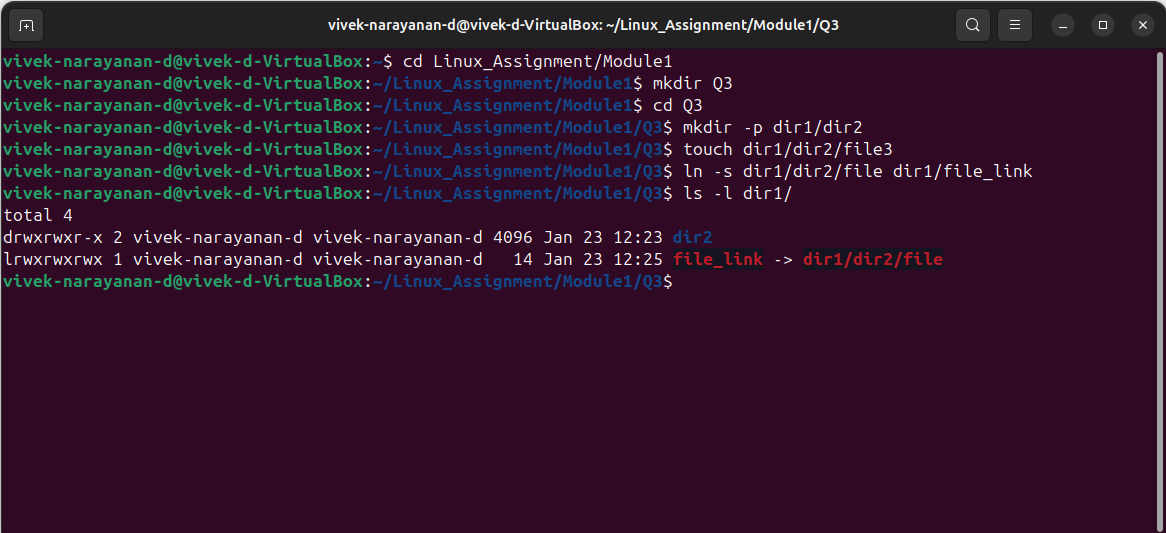 vivek-narayanan-d@vivek-d-VirtualBox: ~/Linux_Assignment/Module1/Q3
vivek-narayanan-d@vivek-d-VirtualBox:~$ cd Linux_Assignment/Module1
vivek-narayanan-d@vivek-d-VirtualBox:~/Linux_Assignment/Module1$ mkdir Q3
vivek-narayanan-d@vivek-d-VirtualBox:~/Linux_Assignment/Module1$ cd Q3
vivek-narayanan-d@vivek-d-VirtualBox:~/Linux_Assignment/Module1/Q3$ mkdir -p dir1/dir2
vivek-narayanan-d@vivek-d-VirtualBox:~/Linux_Assignment/Module1/Q3$ touch dir1/dir2/file3
vivek-narayanan-d@vivek-d-VirtualBox:~/Linux_Assignment/Module1/Q3$ ln -s dir1/dir2/file dir1/file_link
vivek-narayanan-d@vivek-d-VirtualBox:~/Linux_Assignment/Module1/Q3$ ls -l dir1/
total 4
drwxrwxr-x 2 vivek-narayanan-d vivek-narayanan-d 4096 Jan 23 12:23 dir2
lrwxrwxrwx 1 vivek-narayanan-d vivek-narayanan-d   14 Jan 23 12:25 file_link -> dir1/dir2/file
vivek-narayanan-d@vivek-d-VirtualBox:~/Linux_Assignment/Module1/Q3$